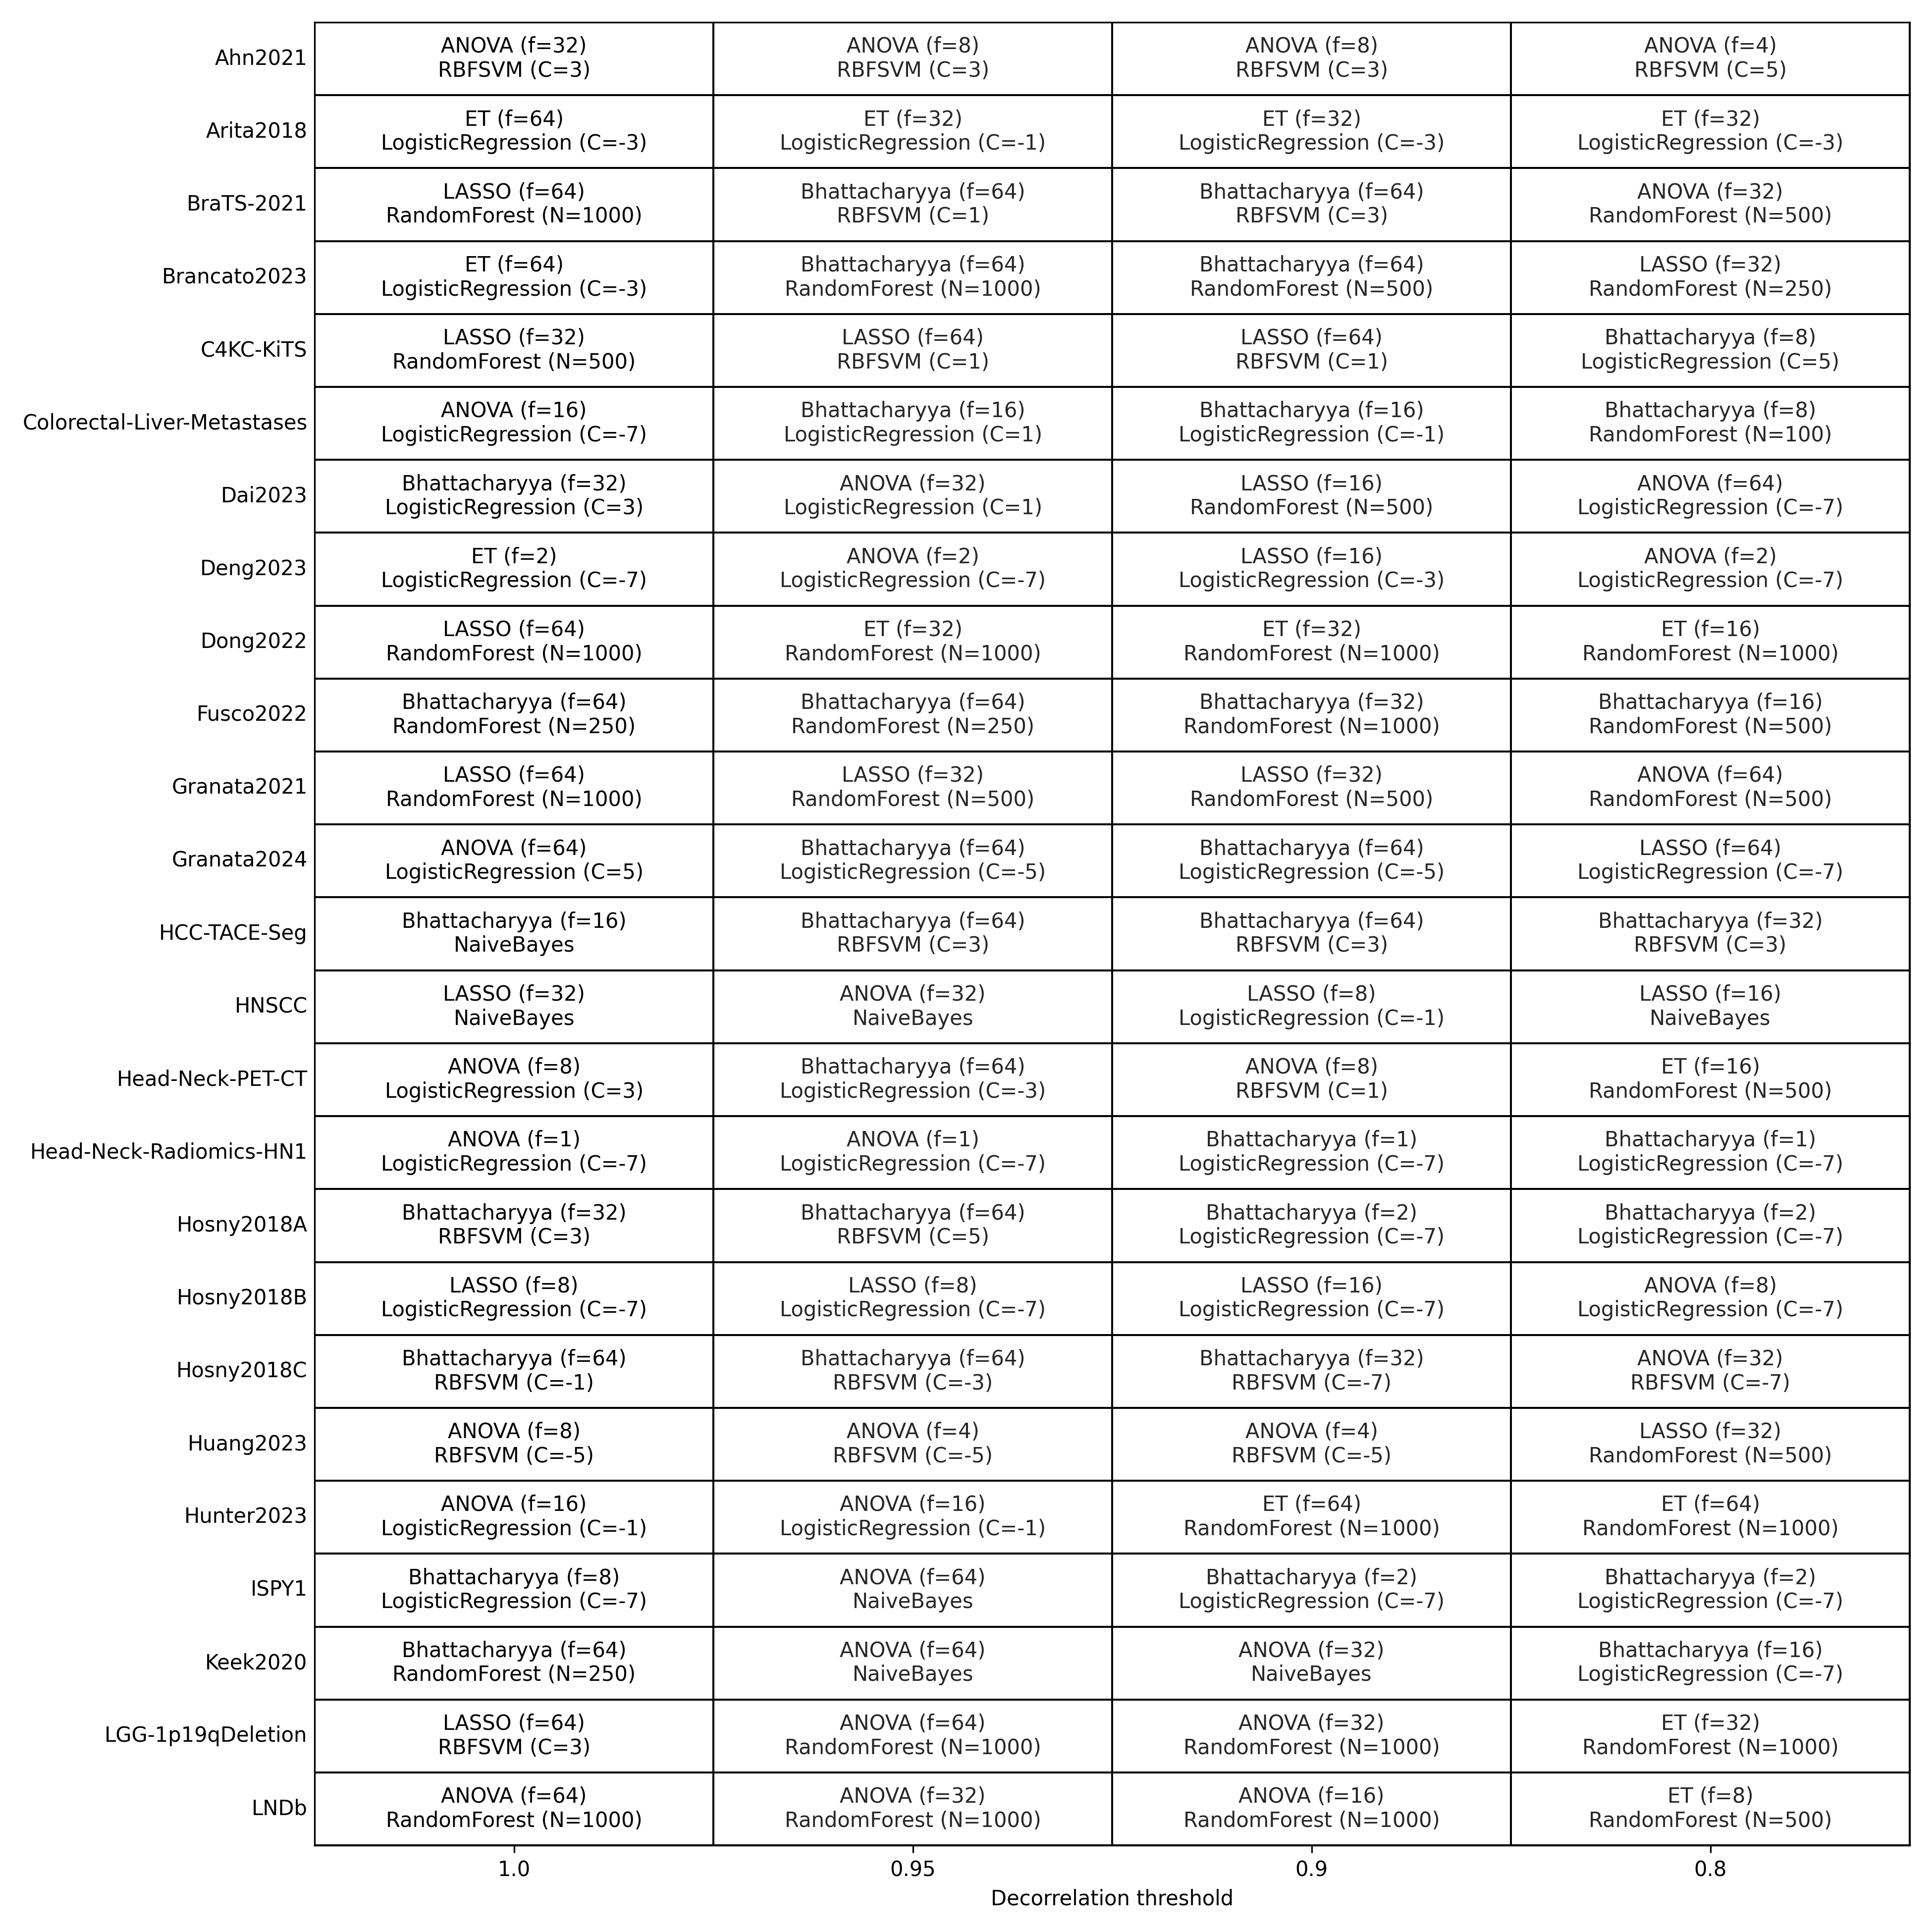 Ahn2021
ANOVA (f=32)
RBFSVM (C=3)
ANOVA (f=8)
RBFSVM (C=3)
ANOVA (f=8)
RBFSVM (C=3)
ANOVA (f=4)
RBFSVM (C=5)
Arita2018
ET (f=64)
LogisticRegression (C=-3)
ET (f=32)
LogisticRegression (C=-1)
ET (f=32)
LogisticRegression (C=-3)
ET (f=32)
LogisticRegression (C=-3)
BraTS-2021
LASSO (f=64)
RandomForest (N=1000)
Bhattacharyya (f=64)
RBFSVM (C=1)
Bhattacharyya (f=64)
RBFSVM (C=3)
ANOVA (f=32)
RandomForest (N=500)
Brancato2023
ET (f=64)
LogisticRegression (C=-3)
Bhattacharyya (f=64)
RandomForest (N=1000)
Bhattacharyya (f=64)
RandomForest (N=500)
LASSO (f=32)
RandomForest (N=250)
C4KC-KiTS
LASSO (f=32)
RandomForest (N=500)
LASSO (f=64)
RBFSVM (C=1)
LASSO (f=64)
RBFSVM (C=1)
Bhattacharyya (f=8)
LogisticRegression (C=5)
Colorectal-Liver-Metastases
ANOVA (f=16)
LogisticRegression (C=-7)
Bhattacharyya (f=16)
LogisticRegression (C=1)
Bhattacharyya (f=16)
LogisticRegression (C=-1)
Bhattacharyya (f=8)
RandomForest (N=100)
Dai2023
Bhattacharyya (f=32)
LogisticRegression (C=3)
ANOVA (f=32)
LogisticRegression (C=1)
LASSO (f=16)
RandomForest (N=500)
ANOVA (f=64)
LogisticRegression (C=-7)
Deng2023
ET (f=2)
LogisticRegression (C=-7)
ANOVA (f=2)
LogisticRegression (C=-7)
LASSO (f=16)
LogisticRegression (C=-3)
ANOVA (f=2)
LogisticRegression (C=-7)
Dong2022
LASSO (f=64)
RandomForest (N=1000)
ET (f=32)
RandomForest (N=1000)
ET (f=32)
RandomForest (N=1000)
ET (f=16)
RandomForest (N=1000)
Fusco2022
Bhattacharyya (f=64)
RandomForest (N=250)
Bhattacharyya (f=64)
RandomForest (N=250)
Bhattacharyya (f=32)
RandomForest (N=1000)
Bhattacharyya (f=16)
RandomForest (N=500)
Granata2021
LASSO (f=64)
RandomForest (N=1000)
LASSO (f=32)
RandomForest (N=500)
LASSO (f=32)
RandomForest (N=500)
ANOVA (f=64)
RandomForest (N=500)
Granata2024
ANOVA (f=64)
LogisticRegression (C=5)
Bhattacharyya (f=64)
LogisticRegression (C=-5)
Bhattacharyya (f=64)
LogisticRegression (C=-5)
LASSO (f=64)
LogisticRegression (C=-7)
HCC-TACE-Seg
Bhattacharyya (f=16)
NaiveBayes
Bhattacharyya (f=64)
RBFSVM (C=3)
Bhattacharyya (f=64)
RBFSVM (C=3)
Bhattacharyya (f=32)
RBFSVM (C=3)
HNSCC
LASSO (f=32)
NaiveBayes
ANOVA (f=32)
NaiveBayes
LASSO (f=8)
LogisticRegression (C=-1)
LASSO (f=16)
NaiveBayes
Head-Neck-PET-CT
ANOVA (f=8)
LogisticRegression (C=3)
Bhattacharyya (f=64)
LogisticRegression (C=-3)
ANOVA (f=8)
RBFSVM (C=1)
ET (f=16)
RandomForest (N=500)
Head-Neck-Radiomics-HN1
ANOVA (f=1)
LogisticRegression (C=-7)
ANOVA (f=1)
LogisticRegression (C=-7)
Bhattacharyya (f=1)
LogisticRegression (C=-7)
Bhattacharyya (f=1)
LogisticRegression (C=-7)
Hosny2018A
Bhattacharyya (f=32)
RBFSVM (C=3)
Bhattacharyya (f=64)
RBFSVM (C=5)
Bhattacharyya (f=2)
LogisticRegression (C=-7)
Bhattacharyya (f=2)
LogisticRegression (C=-7)
Hosny2018B
LASSO (f=8)
LogisticRegression (C=-7)
LASSO (f=8)
LogisticRegression (C=-7)
LASSO (f=16)
LogisticRegression (C=-7)
ANOVA (f=8)
LogisticRegression (C=-7)
Hosny2018C
Bhattacharyya (f=64)
RBFSVM (C=-1)
Bhattacharyya (f=64)
RBFSVM (C=-3)
Bhattacharyya (f=32)
RBFSVM (C=-7)
ANOVA (f=32)
RBFSVM (C=-7)
Huang2023
ANOVA (f=8)
RBFSVM (C=-5)
ANOVA (f=4)
RBFSVM (C=-5)
ANOVA (f=4)
RBFSVM (C=-5)
LASSO (f=32)
RandomForest (N=500)
Hunter2023
ANOVA (f=16)
LogisticRegression (C=-1)
ANOVA (f=16)
LogisticRegression (C=-1)
ET (f=64)
RandomForest (N=1000)
ET (f=64)
RandomForest (N=1000)
ISPY1
Bhattacharyya (f=8)
LogisticRegression (C=-7)
ANOVA (f=64)
NaiveBayes
Bhattacharyya (f=2)
LogisticRegression (C=-7)
Bhattacharyya (f=2)
LogisticRegression (C=-7)
Keek2020
Bhattacharyya (f=64)
RandomForest (N=250)
ANOVA (f=64)
NaiveBayes
ANOVA (f=32)
NaiveBayes
Bhattacharyya (f=16)
LogisticRegression (C=-7)
LGG-1p19qDeletion
LASSO (f=64)
RBFSVM (C=3)
ANOVA (f=64)
RandomForest (N=1000)
ANOVA (f=32)
RandomForest (N=1000)
ET (f=32)
RandomForest (N=1000)
LNDb
ANOVA (f=64)
RandomForest (N=1000)
ANOVA (f=32)
RandomForest (N=1000)
ANOVA (f=16)
RandomForest (N=1000)
ET (f=8)
RandomForest (N=500)
1.0
0.95
0.9
0.8
Decorrelation threshold